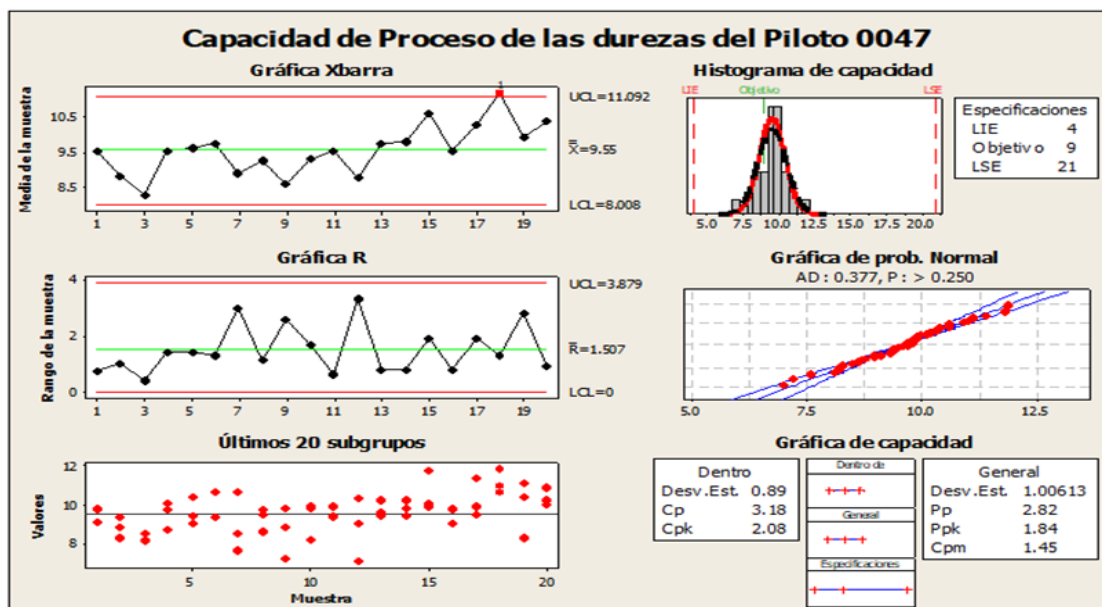 Capacidad de Proceso de las durezas del Piloto 0047
Gráfica Xbarra
Media de la muestra
10.5
9.5
8.5
1
UCL=11.092
X=9.55
LCL=8.008
1 3 5 7 9 11 13 15 17 19
Histograma de capacidad
LIE Objetivo LSE
5.0 7.5 10.0 12.5 15.0 17.5 20.0
Especificaciones
LIE 4
Objetivo 9
LSE 21
Gráfica R
Rango de la muestra
4
2
0
UCL=3.879
R=1.507
LCL=0
1 3 5 7 9 11 13 15 17 19
Gráfica de prob. Normal
AD: 0.377, P: > 0.250
5.0 7.5 10.0 12.5
Últimos 20 subgrupos
Valores
12
10
8
5 10 15 20
Muestra
Gráfica de capacidad
Dentro
Desv.Est. 0.89
Cp 3.18
Cpk 2.08
Dentro de
General
Especificaciones
General
Desv.Est. 1.00613
Pp 2.82
Ppk 1.84
Cpm 1.45